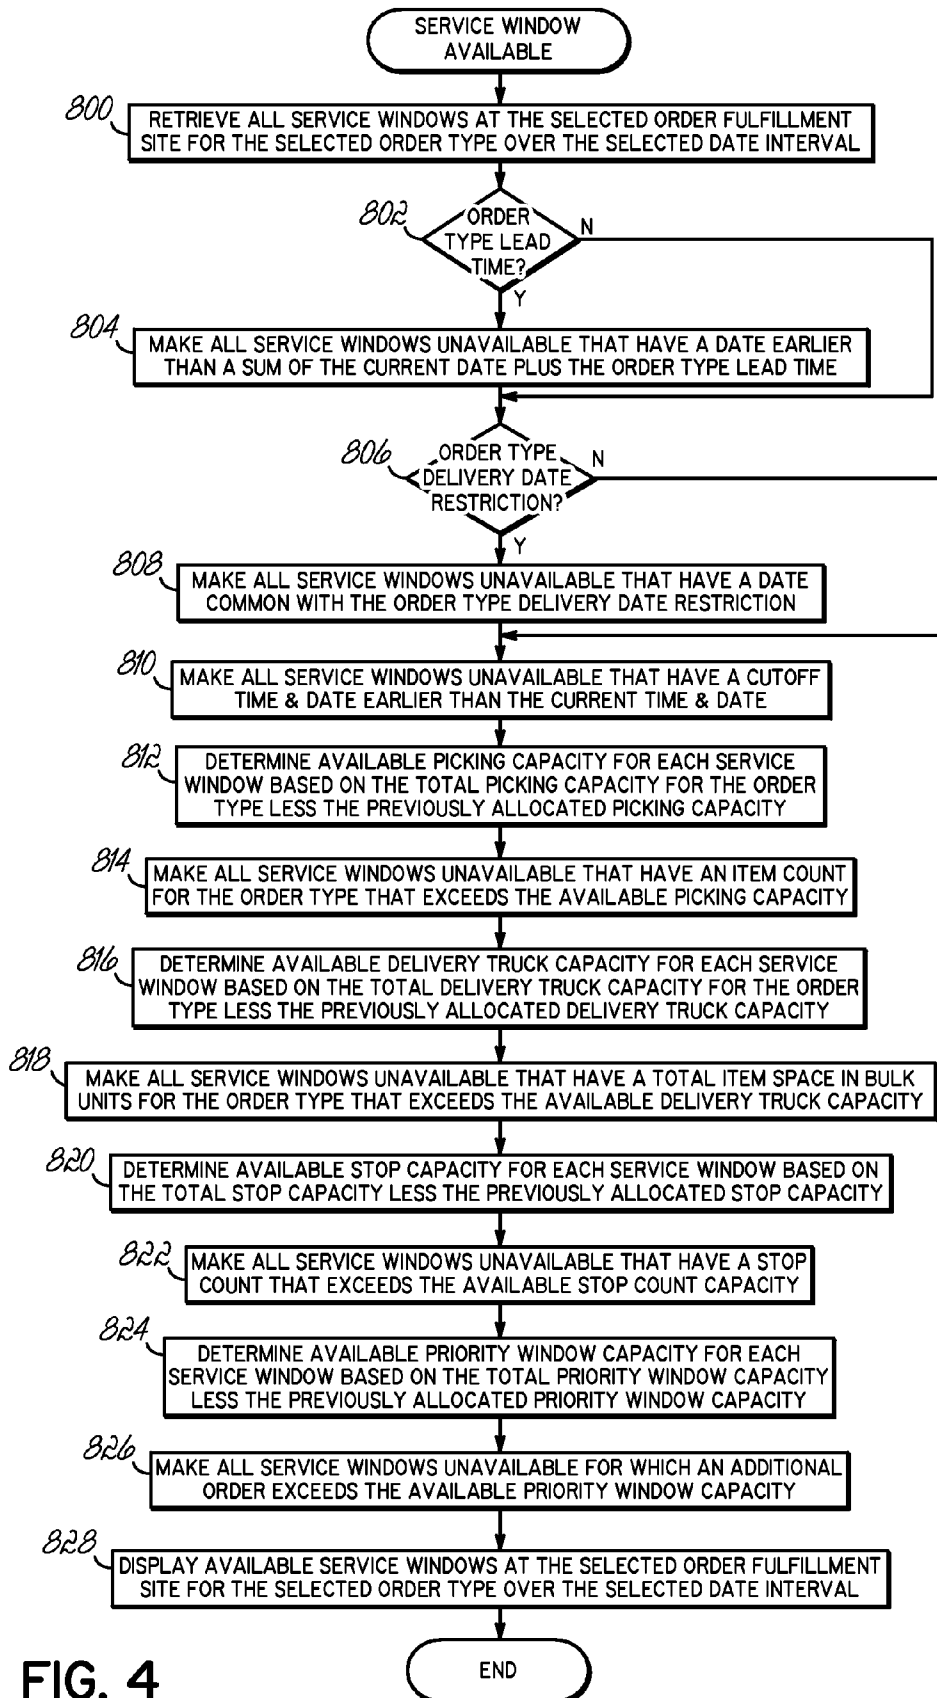 SERVICE WINDOW
AVAILABLE
800
RETRIEVE ALL SERVICE WINDOWS AT THE SELECTED ORDER FULFILLMENT
SITE FOR THE SELECTED ORDER TYPE OVER THE SELECTED DATE INTERVAL
802
ORDER
TYPE LEAD
TIME?
N
Y
804
MAKE ALL SERVICE WINDOWS UNAVAILABLE THAT HAVE A DATE EARLIER
THAN A SUM OF THE CURRENT DATE PLUS THE ORDER TYPE LEAD TIME
806
ORDER TYPE
DELIVERY DATE
RESTRICTION?
N
Y
808
MAKE ALL SERVICE WINDOWS UNAVAILABLE THAT HAVE A DATE
COMMON WITH THE ORDER TYPE DELIVERY DATE RESTRICTION
810
MAKE ALL SERVICE WINDOWS UNAVAILABLE THAT HAVE A CUTOFF
TIME & DATE EARLIER THAN THE CURRENT TIME & DATE
812
DETERMINE AVAILABLE PICKING CAPACITY FOR EACH SERVICE
WINDOW BASED ON THE TOTAL PICKING CAPACITY FOR THE ORDER
TYPE LESS THE PREVIOUSLY ALLOCATED PICKING CAPACITY
814
MAKE ALL SERVICE WINDOWS UNAVAILABLE THAT HAVE AN ITEM COUNT
FOR THE ORDER TYPE THAT EXCEEDS THE AVAILABLE PICKING CAPACITY
816
DETERMINE AVAILABLE DELIVERY TRUCK CAPACITY FOR EACH SERVICE
WINDOW BASED ON THE TOTAL DELIVERY TRUCK CAPACITY FOR THE ORDER
TYPE LESS THE PREVIOUSLY ALLOCATED DELIVERY TRUCK CAPACITY
818
MAKE ALL SERVICE WINDOWS UNAVAILABLE THAT HAVE A TOTAL ITEM SPACE IN BULK
UNITS FOR THE ORDER TYPE THAT EXCEEDS THE AVAILABLE DELIVERY TRUCK CAPACITY
820
DETERMINE AVAILABLE STOP CAPACITY FOR EACH SERVICE WINDOW BASED ON
THE TOTAL STOP CAPACITY LESS THE PREVIOUSLY ALLOCATED STOP CAPACITY
822
MAKE ALL SERVICE WINDOWS UNAVAILABLE THAT HAVE A STOP
COUNT THAT EXCEEDS THE AVAILABLE STOP COUNT CAPACITY
824
DETERMINE AVAILABLE PRIORITY WINDOW CAPACITY FOR EACH
SERVICE WINDOW BASED ON THE TOTAL PRIORITY WINDOW CAPACITY
LESS THE PREVIOUSLY ALLOCATED PRIORITY WINDOW CAPACITY
826
MAKE ALL SERVICE WINDOWS UNAVAILABLE FOR WHICH AN ADDITIONAL
ORDER EXCEEDS THE AVAILABLE PRIORITY WINDOW CAPACITY
828
DISPLAY AVAILABLE SERVICE WINDOWS AT THE SELECTED ORDER FULFILLMENT
SITE FOR THE SELECTED ORDER TYPE OVER THE SELECTED DATE INTERVAL
END
FIG. 4